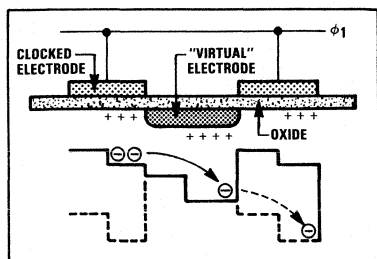 ϕ1
CLOCKED
ELECTRODE
"VIRTUAL"
ELECTRODE
+ + +
+ + + +
+ + +
OXIDE
⊖⊖
⊖
⊖